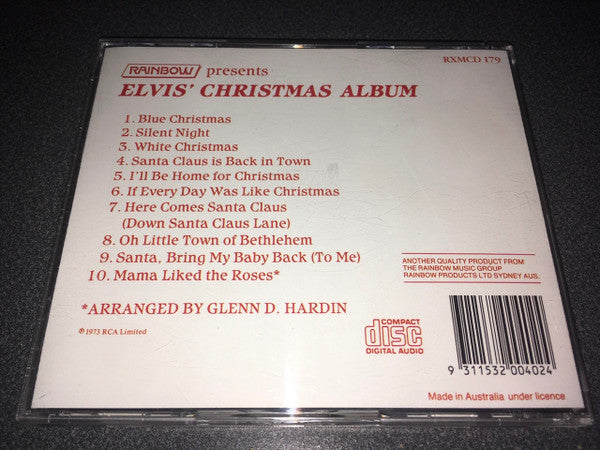 RAINBOW presents
RXMCD 179
ELVIS' CHRISTMAS ALBUM
1. Blue Christmas
2. Silent Night
3. White Christmas
4. Santa Claus is Back in Town
5. I'll Be Home for Christmas
6. If Every Day Was Like Christmas
7. Here Comes Santa Claus
(Down Santa Claus Lane)
8. Oh Little Town of Bethlehem
9. Santa, Bring My Baby Back (To Me)
10. Mama Liked the Roses*
*ARRANGED BY GLENN D. HARDIN
℗1973 RCA Limited
ANOTHER QUALITY PRODUCT FROM
THE RAINBOW MUSIC GROUP
RAINBOW PRODUCTS LTD SYDNEY AUS.
COMPACT
disc
DIGITAL AUDIO
9 311532 004024
Made in Australia under licence